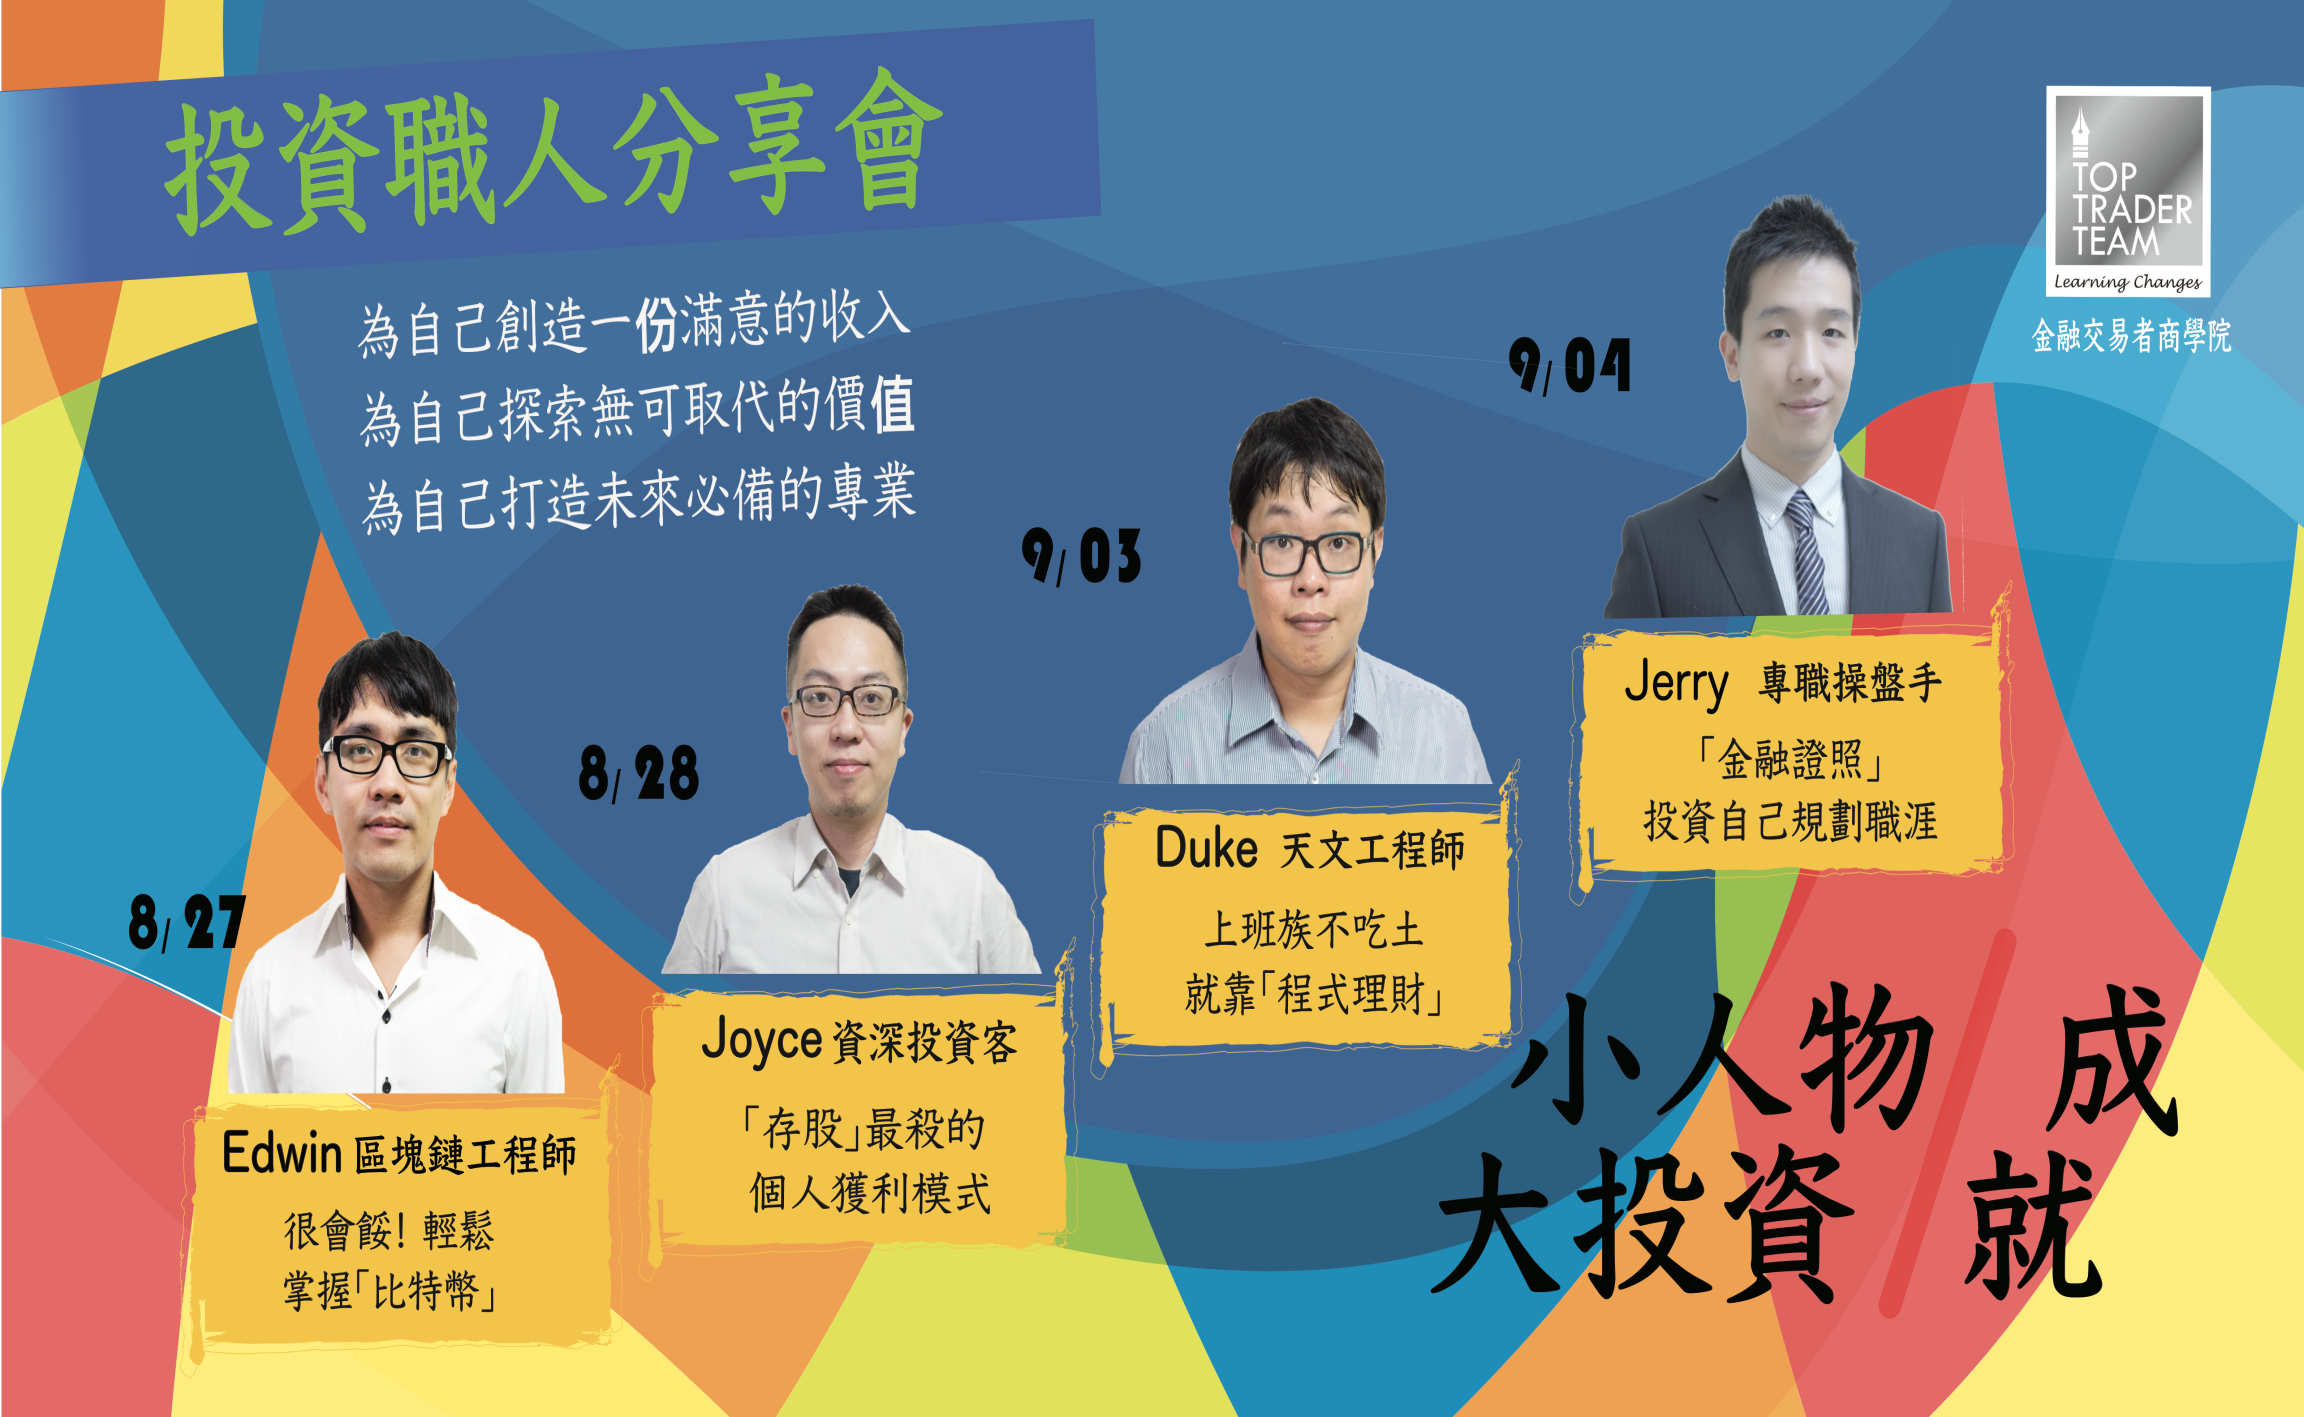 投資職人分享會
為自己創造一份滿意的收入
為自己探索無可取代的價值
為自己打造未來必備的專業
TOP
TRADER
TEAM
Learning Changes
金融交易者商學院
8/27
Edwin 區塊鏈工程師
很會餒！輕鬆
掌握「比特幣」
8/28
Joyce 資深投資客
「存股」最殺的
個人獲利模式
9/03
Duke 天文工程師
上班族不吃土
就靠「程式理財」
9/04
Jerry 專職操盤手
「金融證照」
投資自己規劃職涯
小人物 成
大投資 就